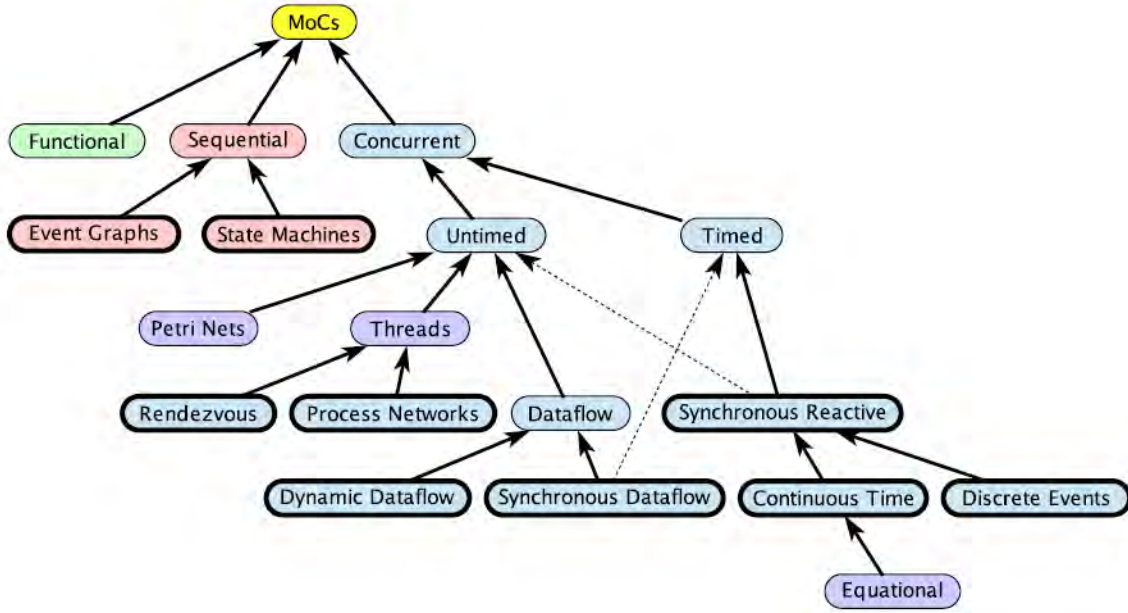 MoCs
Functional
Sequential
Concurrent
Event Graphs
State Machines
Untimed
Timed
Petri Nets
Threads
Rendezvous
Process Networks
Dataflow
Synchronous Reactive
Dynamic Dataflow
Synchronous Dataflow
Continuous Time
Discrete Events
Equational